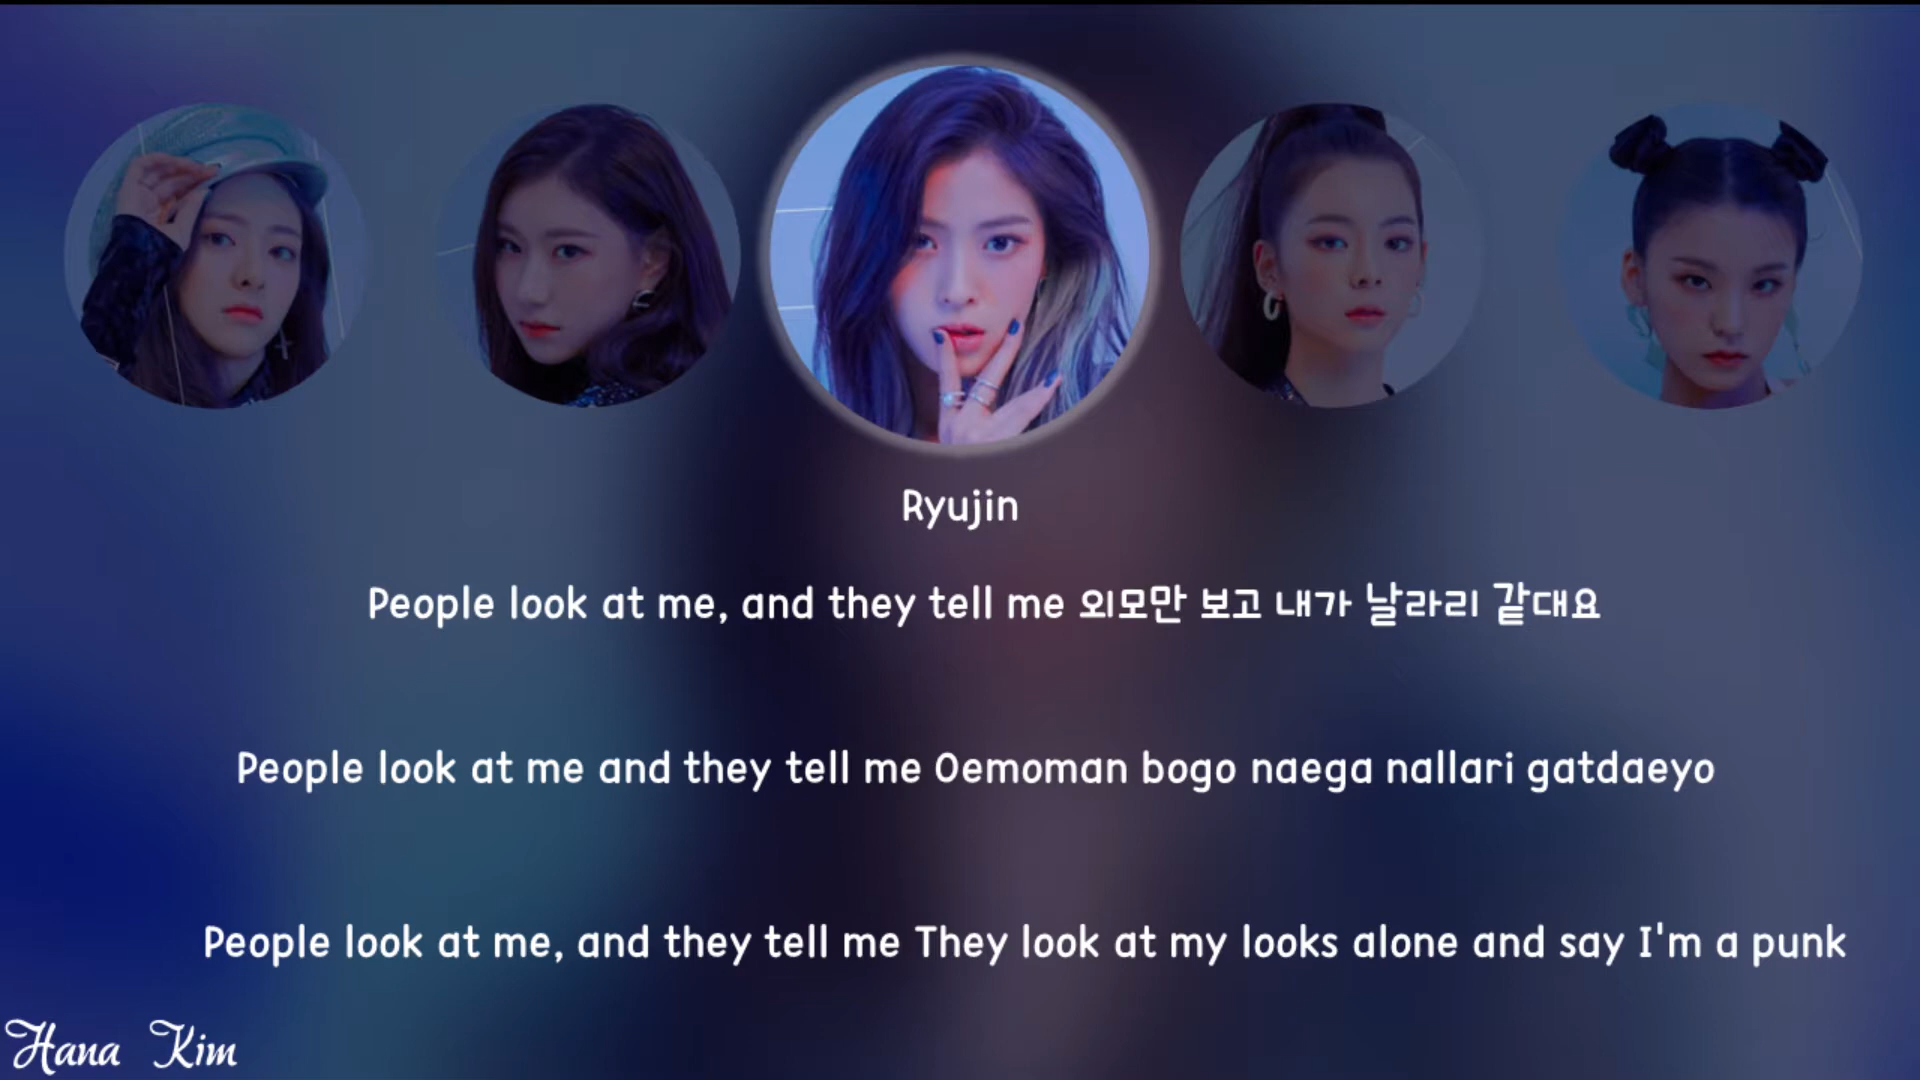 Ryujin
People look at me, and they tell me 외모만 보고 내가 날라리 같대요
People look at me and they tell me Oemoman bogo naega nallari gatdaeyo
People look at me, and they tell me They look at my looks alone and say I'm a punk
Hana Kim